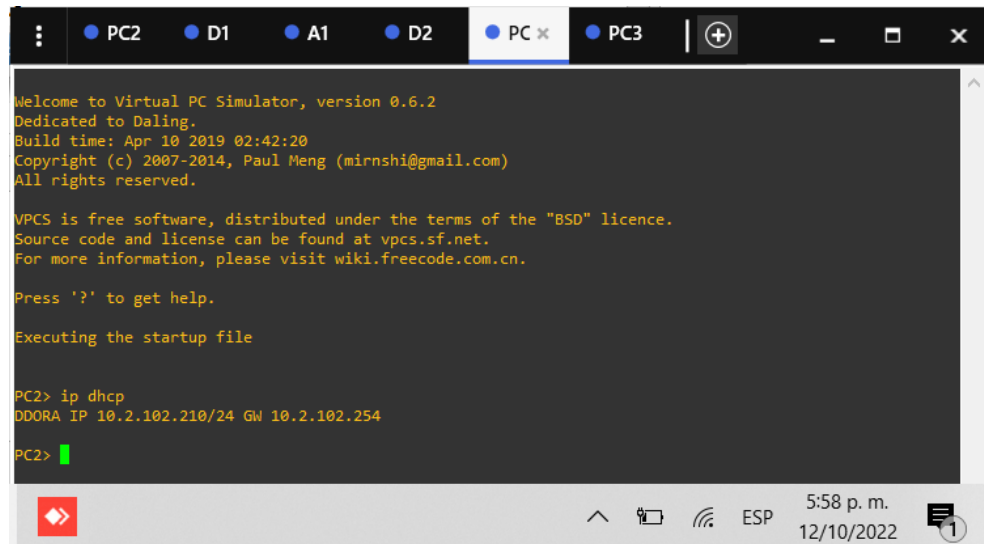 PC2 D1 A1 D2 PC PC3
Welcome to Virtual PC Simulator, version 0.6.2
Dedicated to Daling.
Build time: Apr 10 2019 02:42:20
Copyright (c) 2007-2014, Paul Meng (mirnshi@gmail.com)
All rights reserved.
VPCS is free software, distributed under the terms of the "BSD" licence.
Source code and license can be found at vpcs.sf.net.
For more information, please visit wiki.freecode.com.cn.
Press '?' to get help.
Executing the startup file
PC2> ip dhcp
DDORA IP 10.2.102.210/24 GW 10.2.102.254
PC2>
ESP
5:58 p. m.
12/10/2022
1